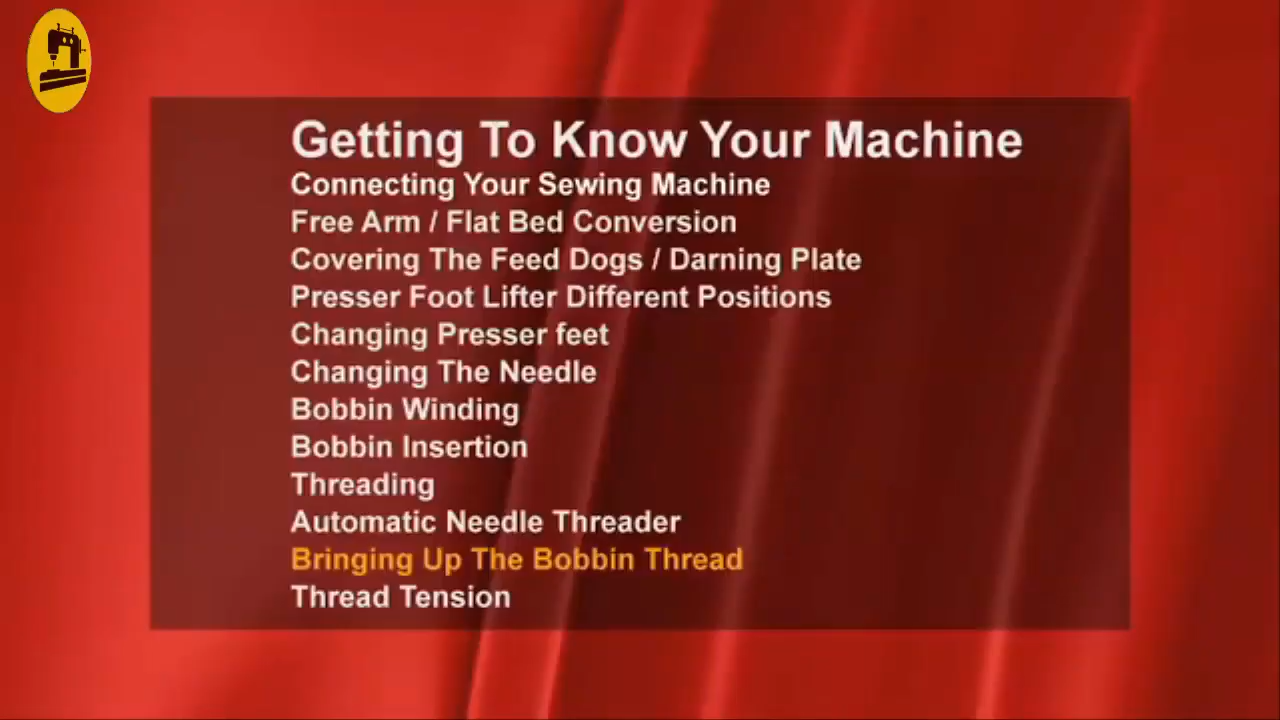 Getting To Know Your Machine
Connecting Your Sewing Machine
Free Arm / Flat Bed Conversion
Covering The Feed Dogs / Darning Plate
Presser Foot Lifter Different Positions
Changing Presser feet
Changing The Needle
Bobbin Winding
Bobbin Insertion
Threading
Automatic Needle Threader
Bringing Up The Bobbin Thread
Thread Tension